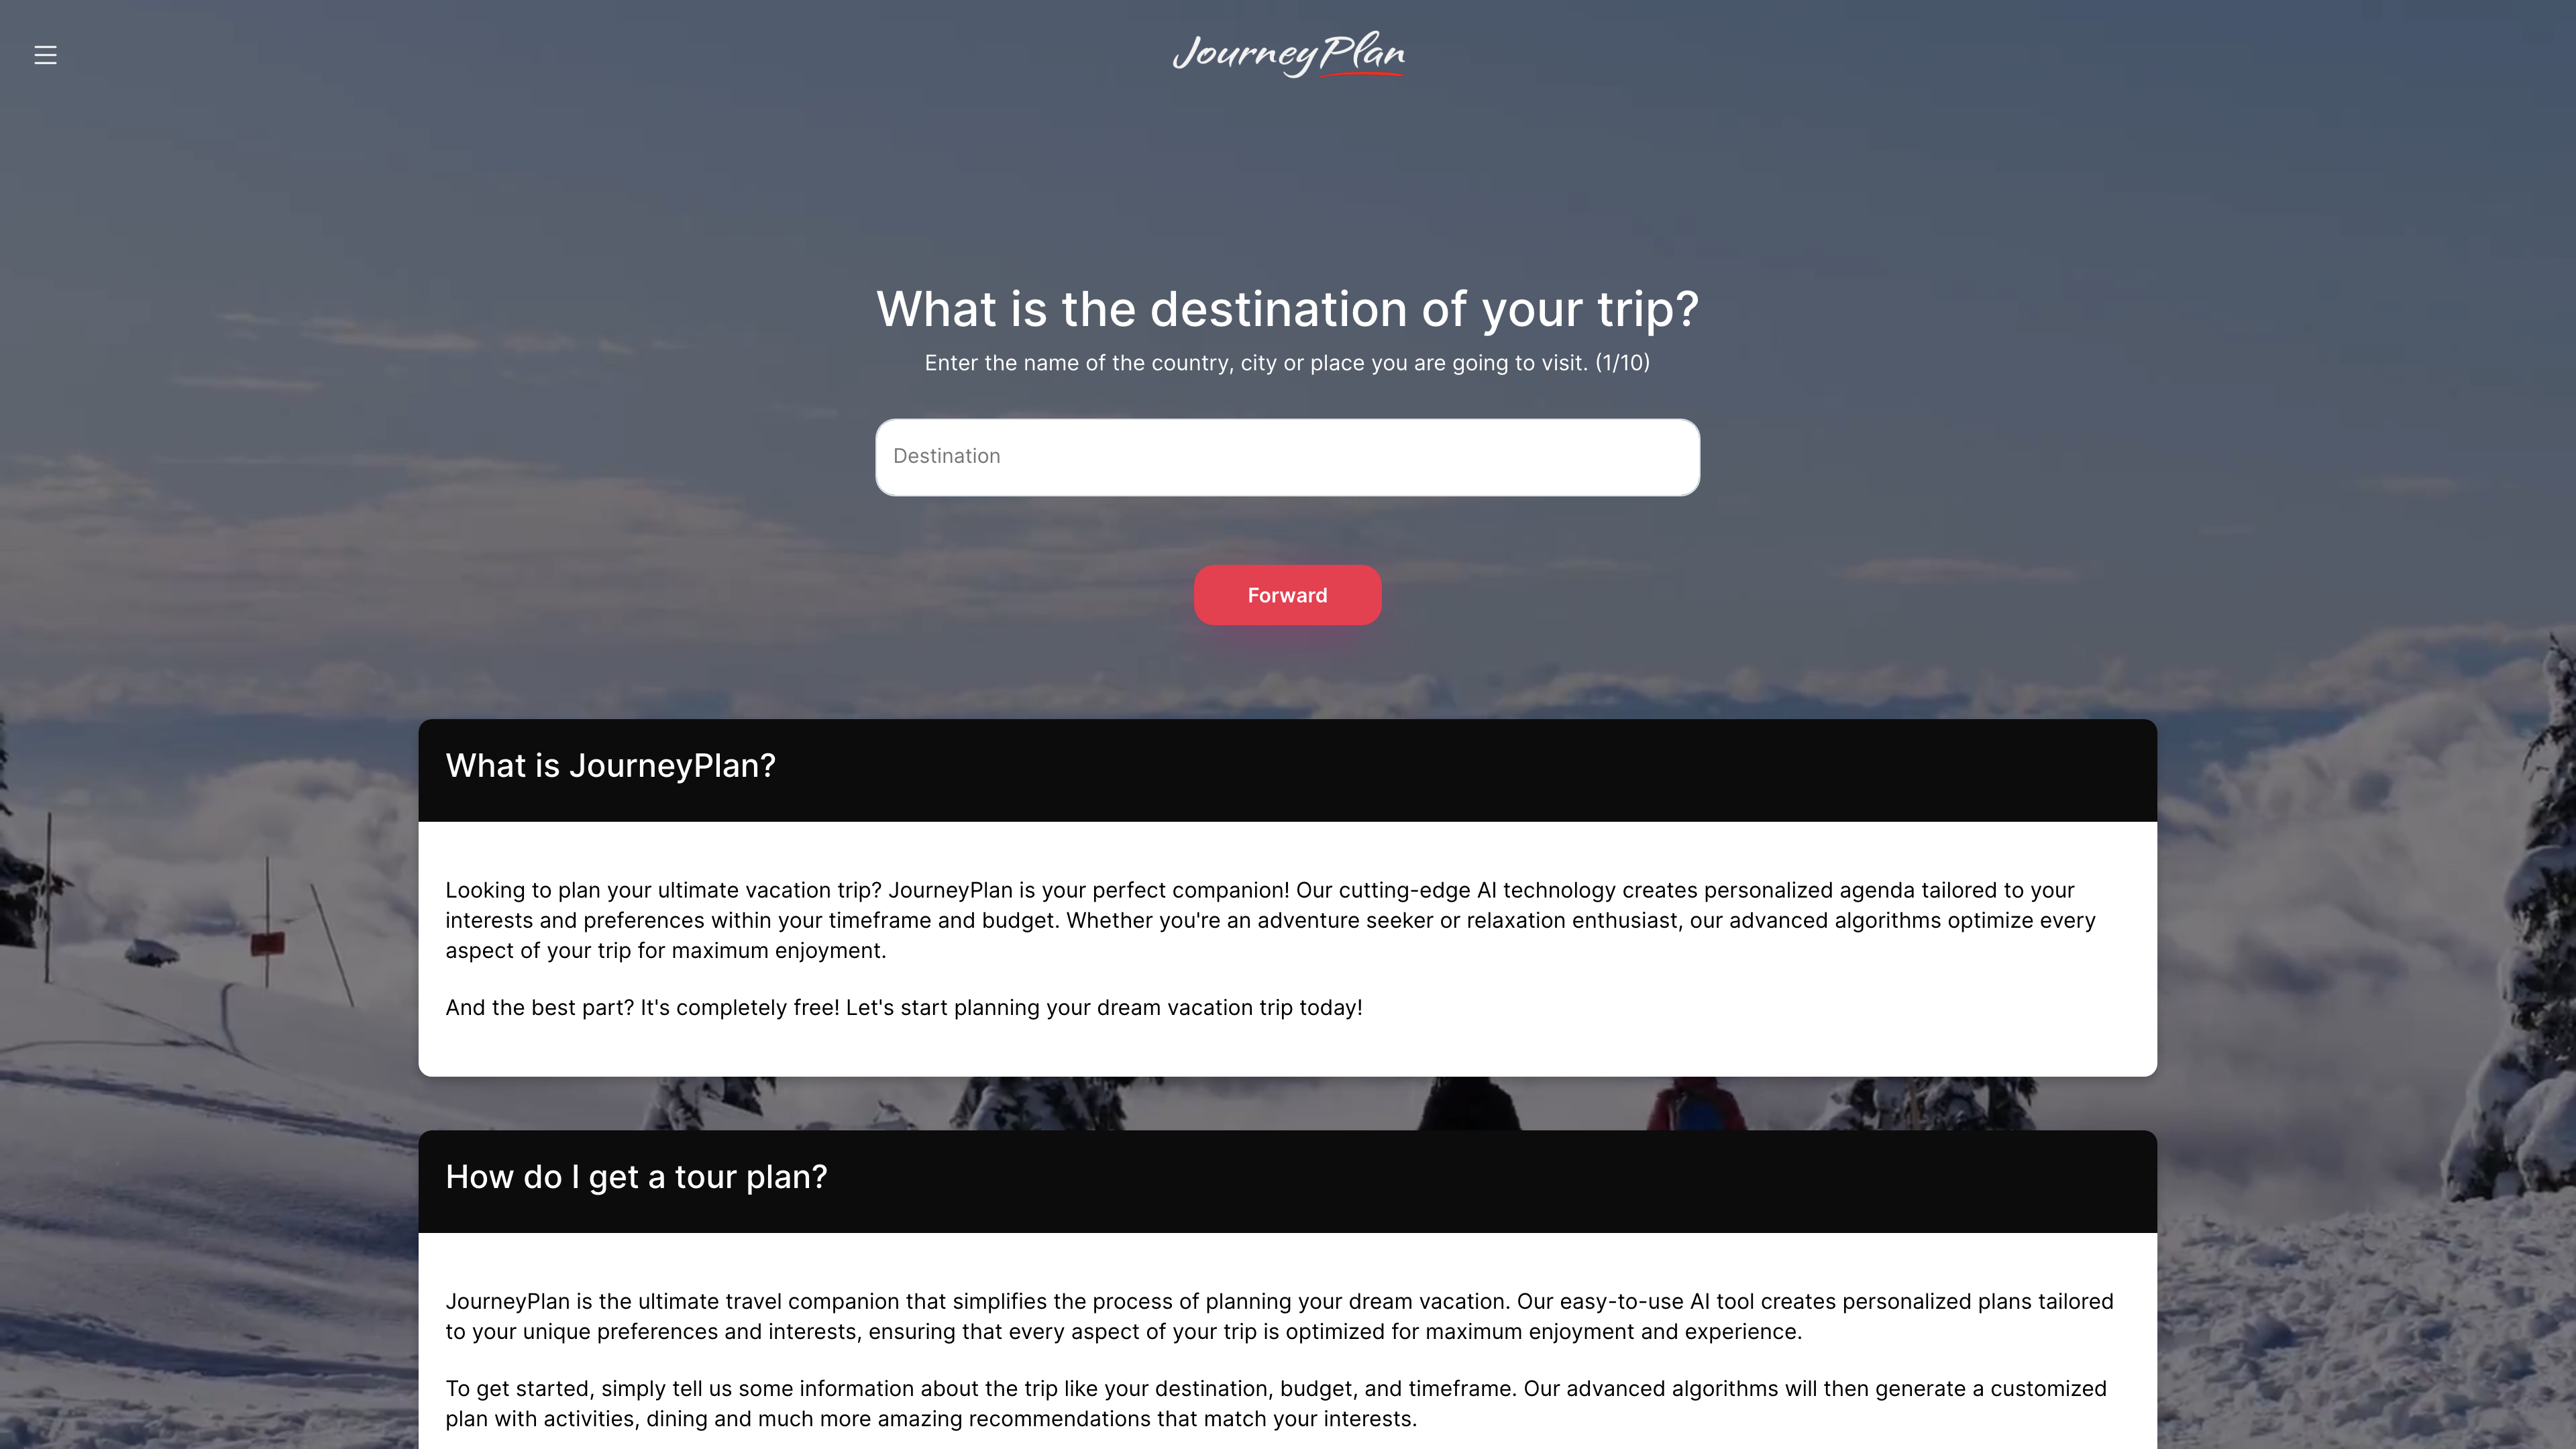 JourneyPlan
What is the destination of your trip?
Enter the name of the country, city or place you are going to visit. (1/10)
Destination
Forward
What is JourneyPlan?
Looking to plan your ultimate vacation trip? JourneyPlan is your perfect companion! Our cutting-edge AI technology creates personalized agenda tailored to your
interests and preferences within your timeframe and budget. Whether you're an adventure seeker or relaxation enthusiast, our advanced algorithms optimize every
aspect of your trip for maximum enjoyment.
And the best part? It's completely free! Let's start planning your dream vacation trip today!
How do I get a tour plan?
JourneyPlan is the ultimate travel companion that simplifies the process of planning your dream vacation. Our easy-to-use AI tool creates personalized plans tailored
to your unique preferences and interests, ensuring that every aspect of your trip is optimized for maximum enjoyment and experience.
To get started, simply tell us some information about the trip like your destination, budget, and timeframe. Our advanced algorithms will then generate a customized
plan with activities, dining and much more amazing recommendations that match your interests.